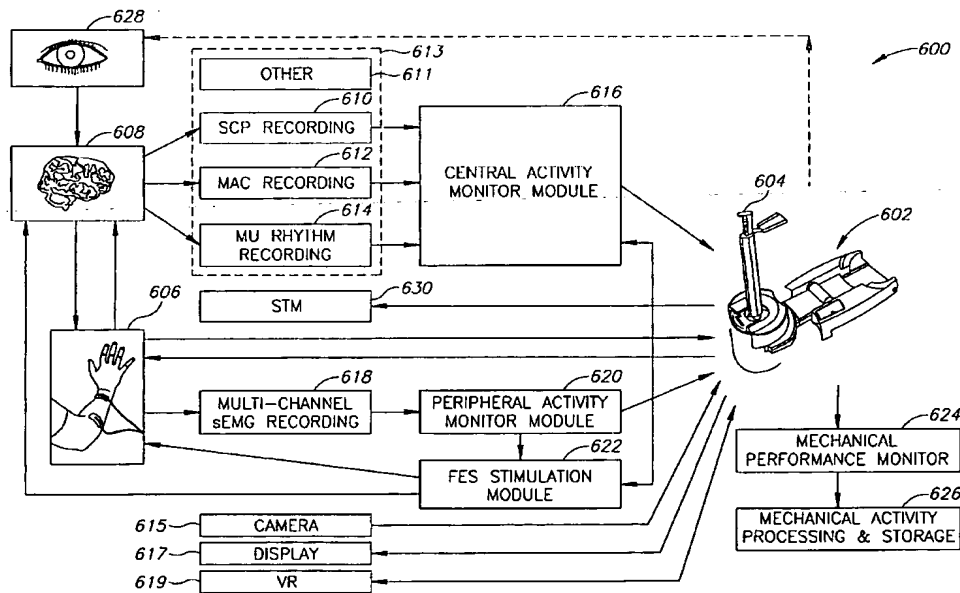 628
600
613
OTHER
611
610
616
608
SCP RECORDING
612
MAC RECORDING
CENTRAL ACTIVITY
MONITOR MODULE
604
602
614
MU RHYTHM
RECORDING
606
630
STM
618
620
MULTI-CHANNEL
sEMG RECORDING
PERIPHERAL ACTIVITY
MONITOR MODULE
624
MECHANICAL
PERFORMANCE MONITOR
622
FES STIMULATION
MODULE
626
MECHANICAL ACTIVITY
PROCESSING & STORAGE
615
CAMERA
617
DISPLAY
619
VR